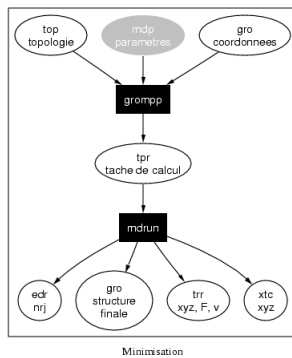 top
topologie
mdp
parametres
gro
coordonnees
grompp
tpr
tache de calcul
mdrun
edr
nrj
gro
structure
finale
trr
xyz, F, v
xtc
xyz
Minimisation